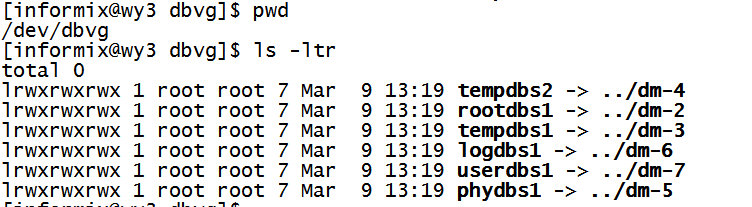 [informix@wy3 dbvg]$ pwd
/dev/dbvg
[informix@wy3 dbvg]$ ls -ltr
total 0
lrwxrwxrwx 1 root root 7 Mar  9 13:19 tempdbs2 -> ../dm-4
lrwxrwxrwx 1 root root 7 Mar  9 13:19 rootdbs1 -> ../dm-2
lrwxrwxrwx 1 root root 7 Mar  9 13:19 tempdbs1 -> ../dm-3
lrwxrwxrwx 1 root root 7 Mar  9 13:19 logdbs1 -> ../dm-6
lrwxrwxrwx 1 root root 7 Mar  9 13:19 userdbs1 -> ../dm-7
lrwxrwxrwx 1 root root 7 Mar  9 13:19 phydbs1 -> ../dm-5